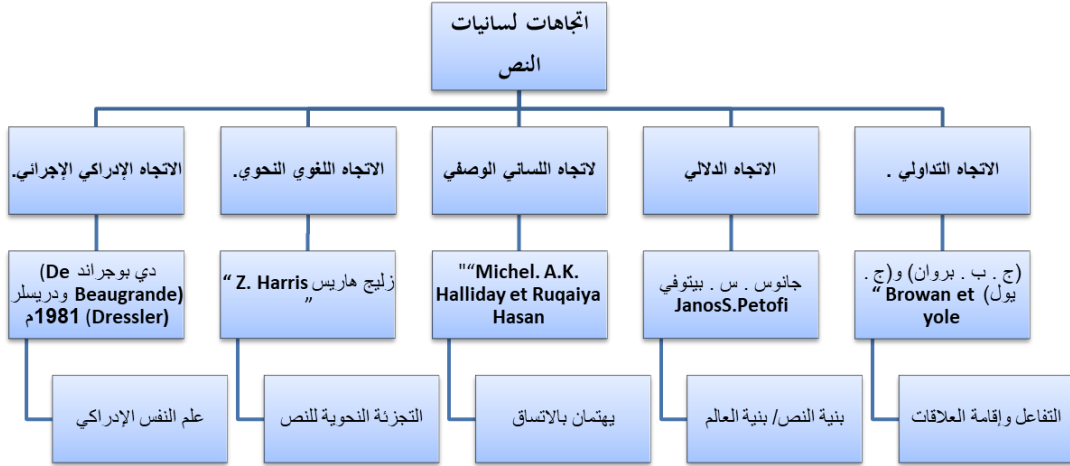 اتجاهات لسانيات
النص
الاتجاه التداولي .
الاتجاه الدلالي
لاتجاه اللساني الوصفي
الاتجاه اللغوي النحوي.
الاتجاه الإدراكي الإجرائي.
(ج . ب . بروان) و(ج .
يول) Browan et “
yole
جانوس . س . بيتوفي
JanosS.Petofi
"“Michel. A.K.
Halliday et Ruqaiya
Hasan
زليج هاريس Z. Harris “
”
دي بوجراند De)
(Beaugrande ودريسلر
(Dressler) 1981م
التفاعل وإقامة العلاقات
بنية النص/ بنية العالم
يهتمان بالاتساق
التجزئة النحوية للنص
علم النفس الإدراكي